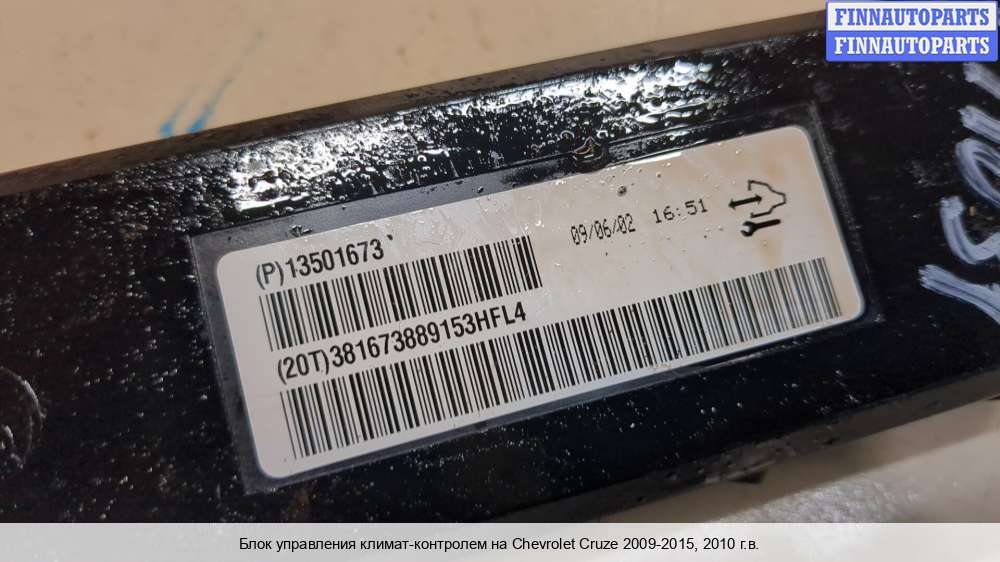 FINNAUTOPARTS
FINNAUTOPARTS
(P)13501673
09/06/02 16:51
(20T)381673889153HFL4
Блок управления климат-контролем на Chevrolet Cruze 2009-2015, 2010 г.в.